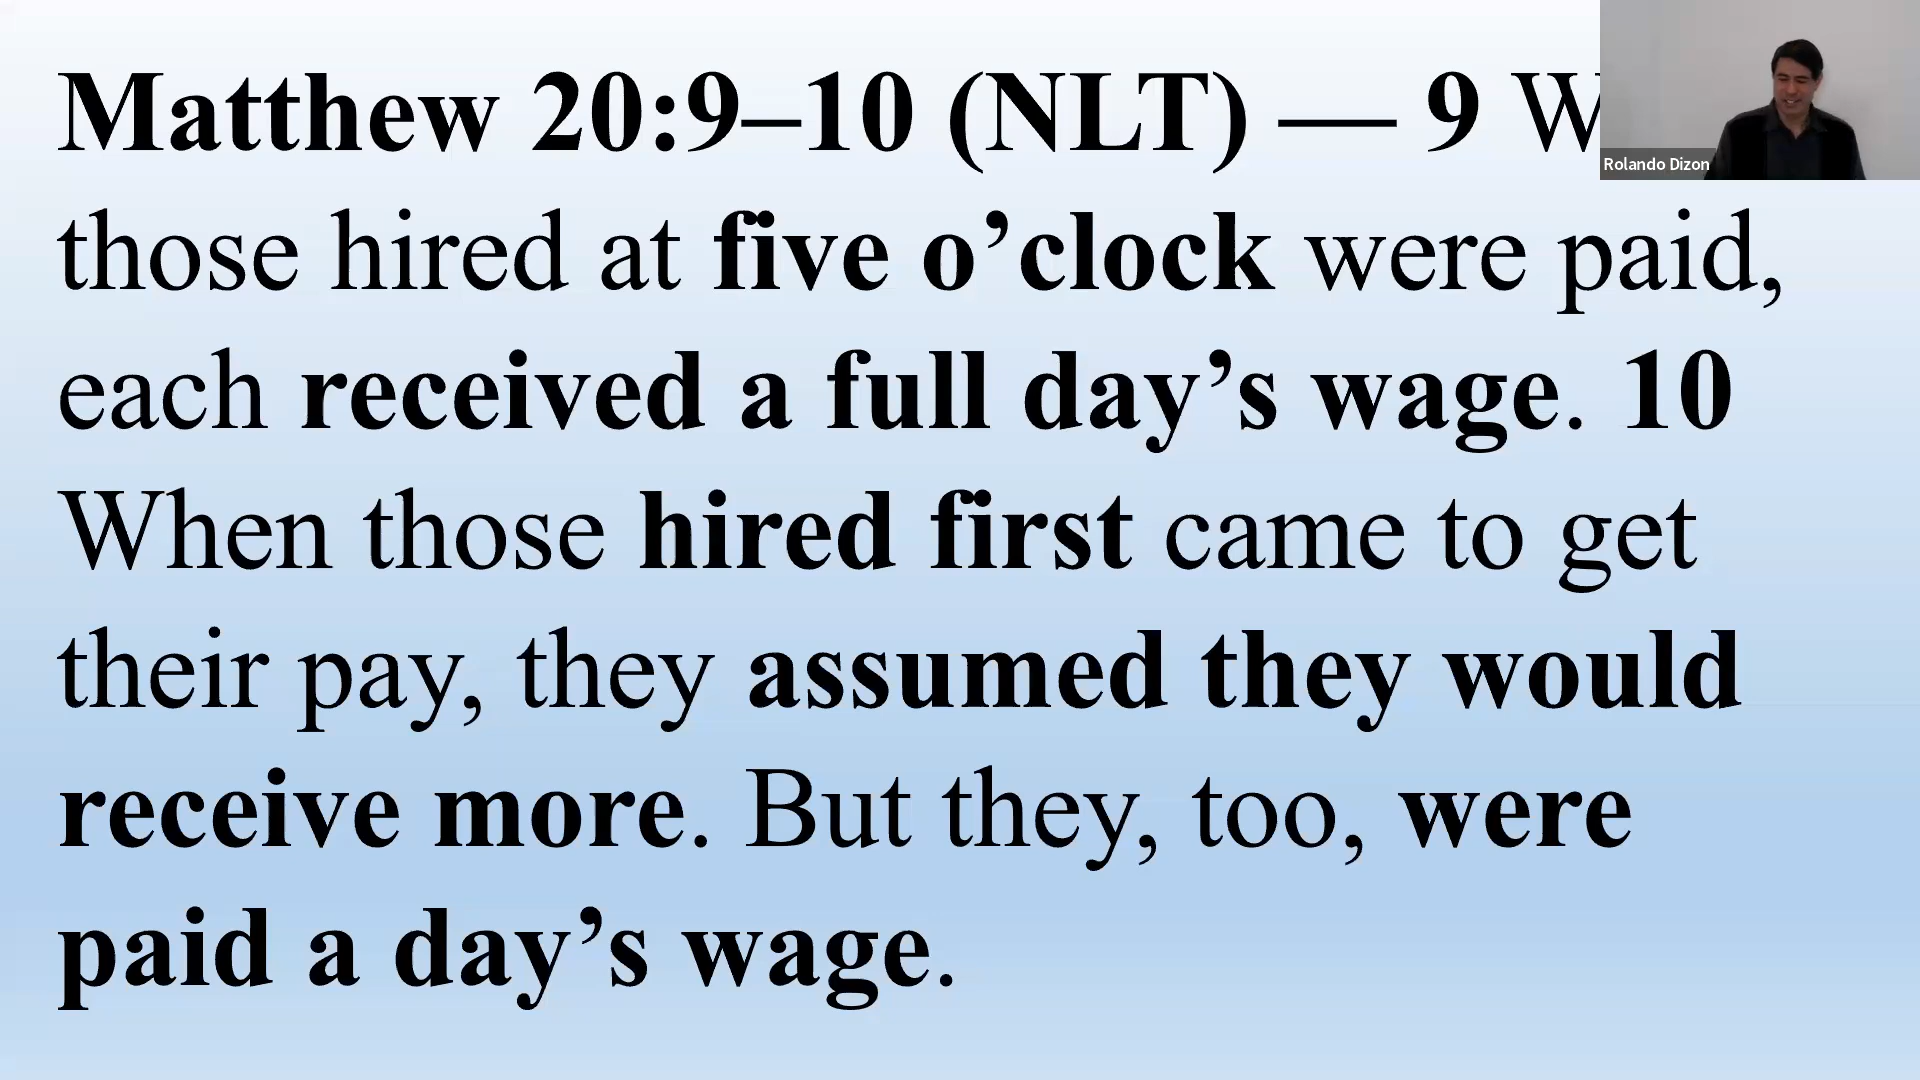 Matthew 20:9–10 (NLT) — 9
those hired at five o’clock were paid,
each received a full day’s wage. 10
When those hired first came to get
their pay, they assumed they would
receive more. But they, too, were
paid a day’s wage.
Rolando Dizon